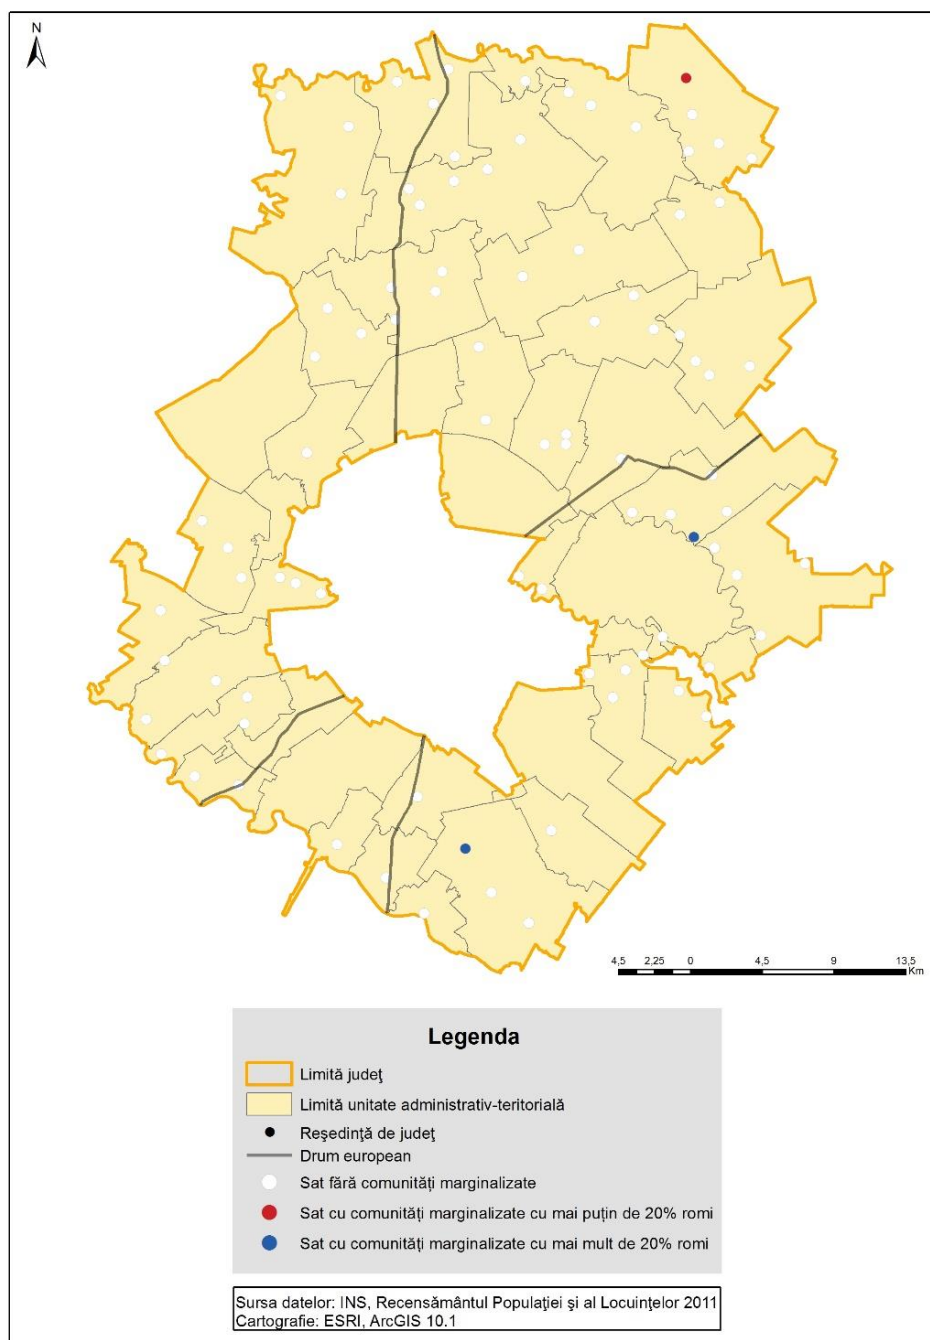 N
4,5 2,25 0 4,5 9 13,5
Km
Legenda
Limită judeţ
Limită unitate administrativ-teritorială
Reşedinţă de judeţ
Drum european
Sat fără comunităţi marginalizate
Sat cu comunităţi marginalizate cu mai puţin de 20% romi
Sat cu comunităţi marginalizate cu mai mult de 20% romi
Sursa datelor: INS, Recensământul Populaţiei şi al Locuinţelor 2011
Cartografie: ESRI, ArcGIS 10.1